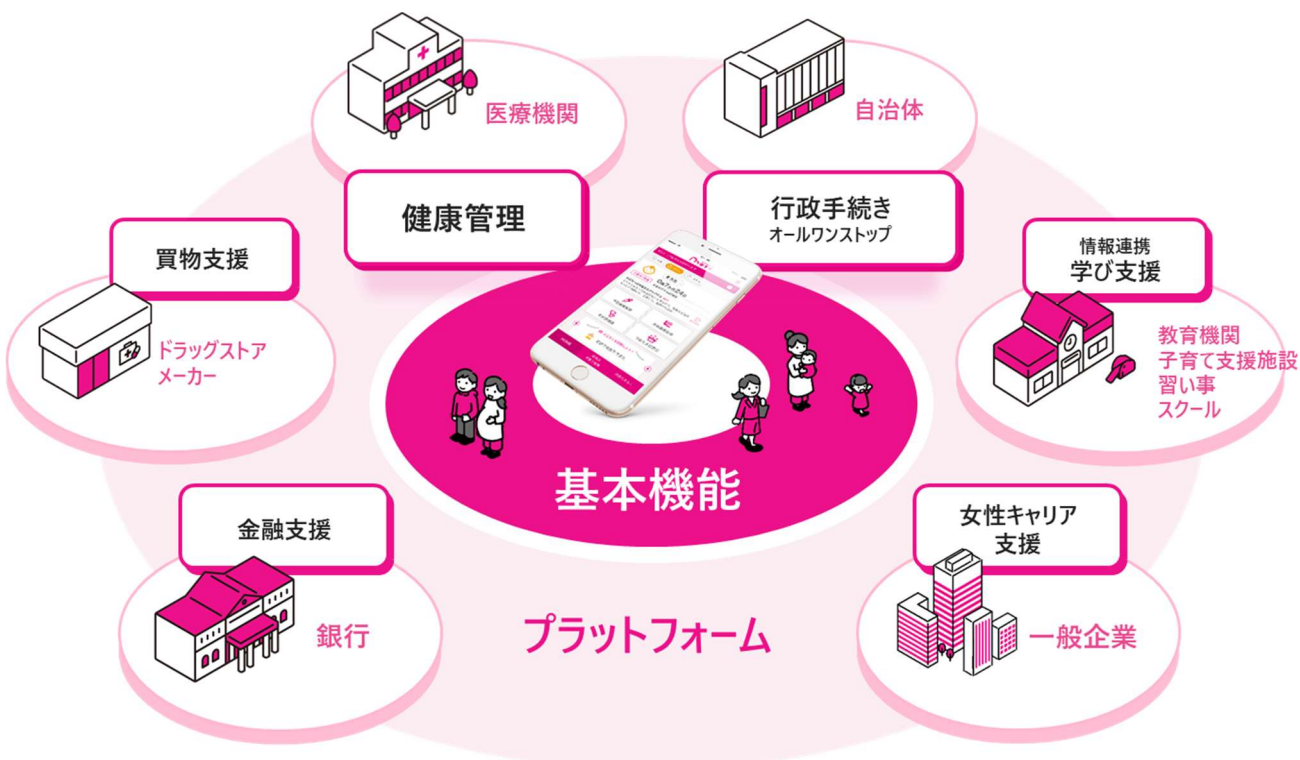 医療機関
自治体
健康管理
行政手続き
オールワンストップ
買物支援
情報連携
学び支援
ドラッグストア
メーカー
教育機関
子育て支援施設
習い事
スクール
基本機能
金融支援
女性キャリア
支援
銀行
プラットフォーム
一般企業